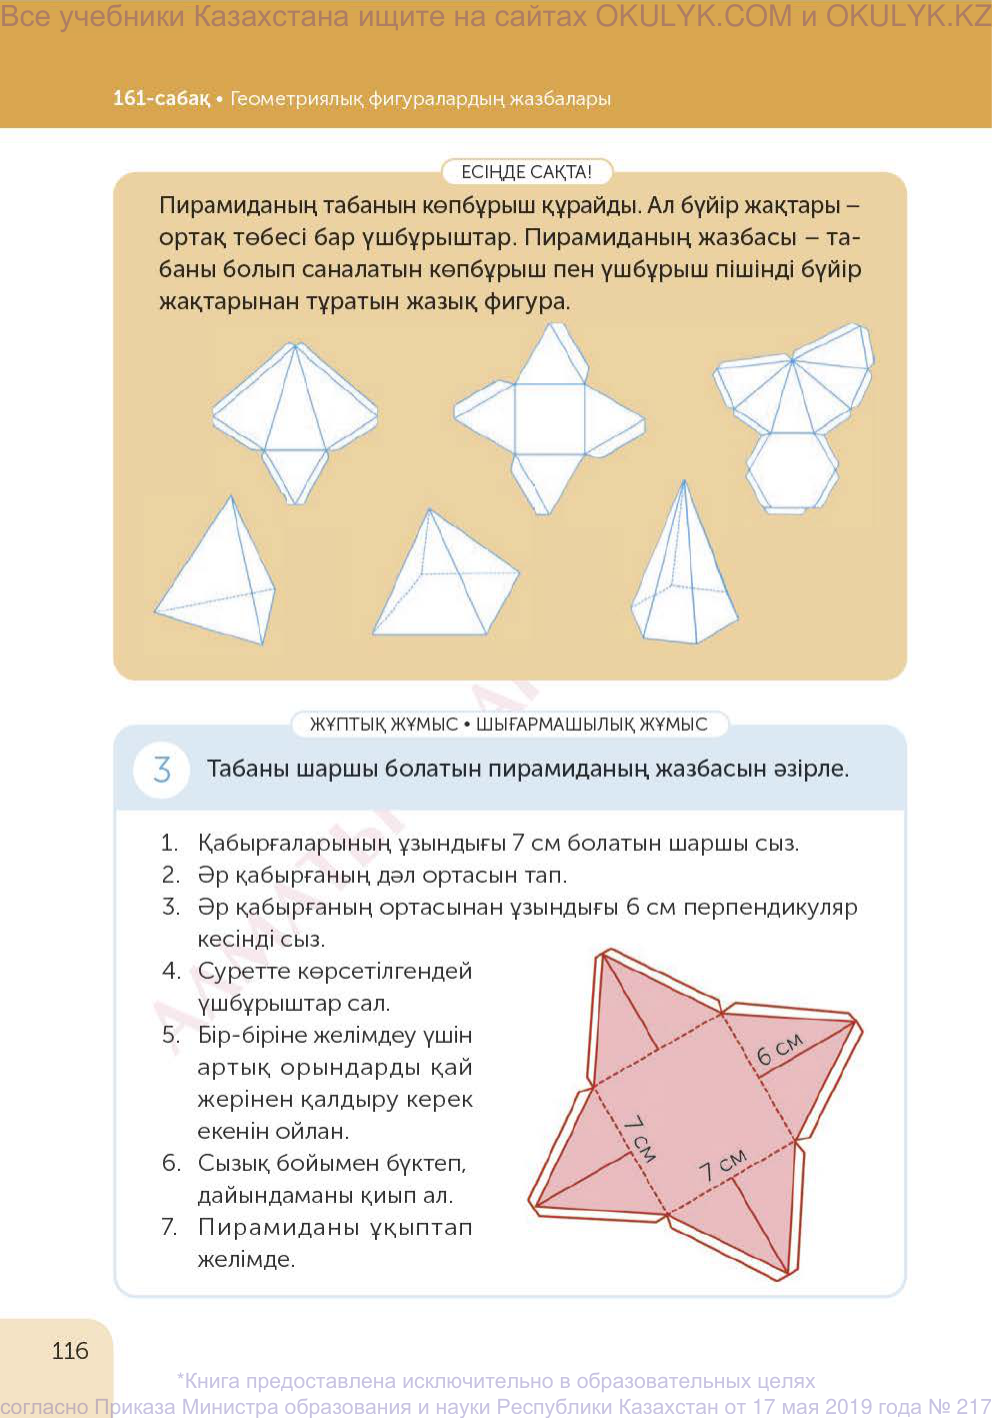 Все учебники Казахстана ищите на сайтах OKULYK.COM и OKULYK.KZ
161-сабақ • Геометриялық фигуралардың жазбалары
ЕСІҢДЕ САҚТА!
Пирамиданың табанын көпбұрыш құрайды. Ал бүйір жақтары –
ортақ төбесі бар үшбұрыштар. Пирамиданың жазбасы – та-
баны болып саналатын көпбұрыш пен үшбұрыш пішінді бүйір
жақтарынан тұратын жазық фигура.
ЖҰПТЫҚ ЖҰМЫС • ШЫҒАРМАШЫЛЫҚ ЖҰМЫС
3 Табаны шаршы болатын пирамиданың жазбасын әзірле.
1. Қабырғаларының ұзындығы 7 см болатын шаршы сыз.
2. Әр қабырғаның дәл ортасын тап.
3. Әр қабырғаның ортасынан ұзындығы 6 см перпендикуляр
кесінді сыз.
4. Суретте көрсетілгендей
үшбұрыштар сал.
5. Бір-біріне желімдеу үшін
артық орындарды қай
жерінен қалдыру керек
екенін ойлан.
6. Сызық бойымен бүктеп,
дайындаманы қиып ал.
7. Пирамиданы ұқыптап
желімде.
6 см
7 см
7 см
116
*Книга предоставлена исключительно в образовательных целях
согласно Приказа Министра образования и науки Республики Казахстан от 17 мая 2019 года № 217